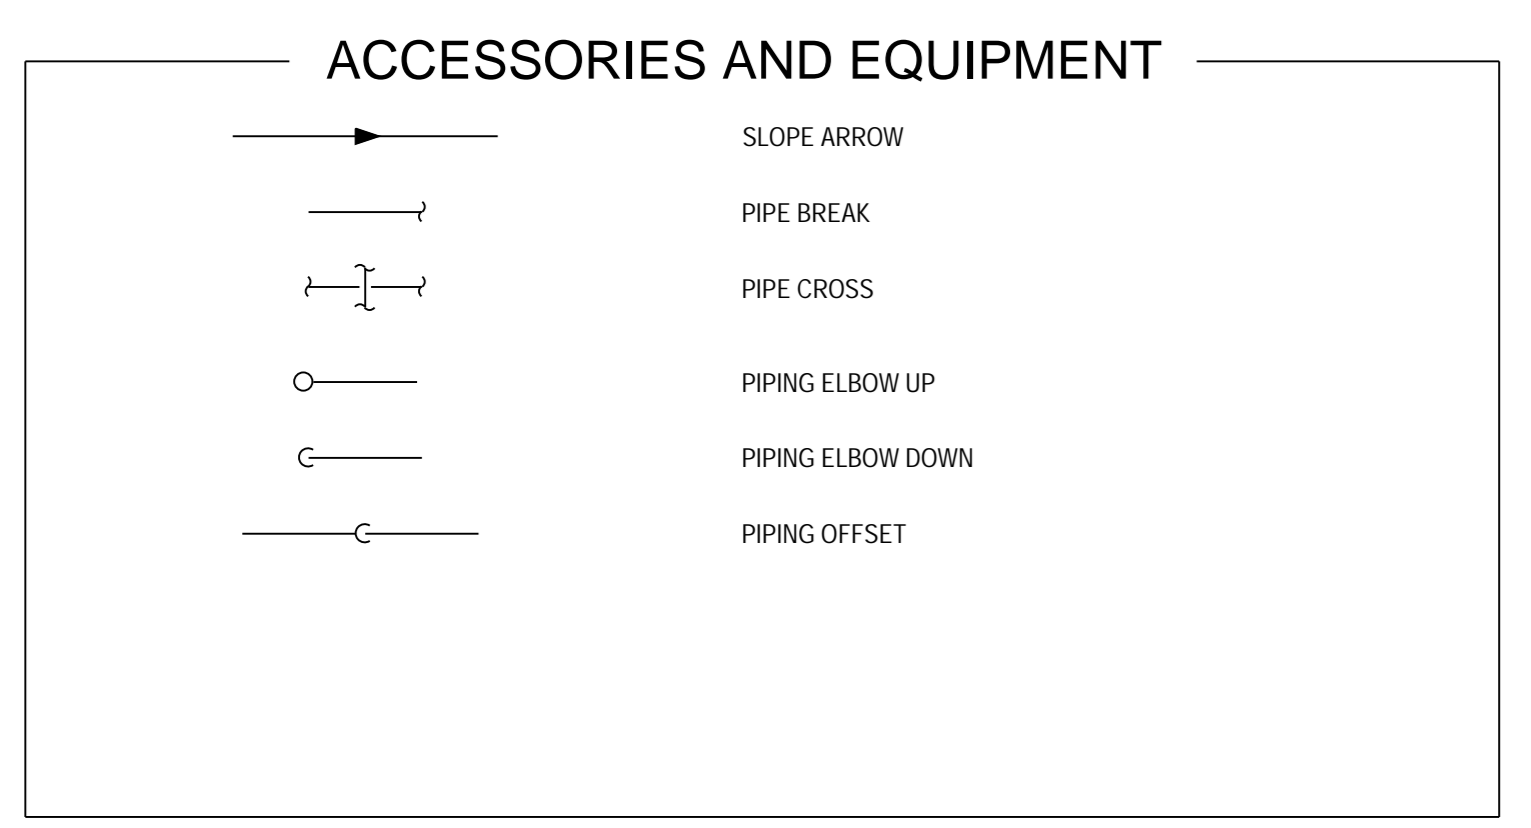 ACCESSORIES AND EQUIPMENT
SLOPE ARROW
PIPE BREAK
PIPE CROSS
PIPING ELBOW UP
PIPING ELBOW DOWN
PIPING OFFSET